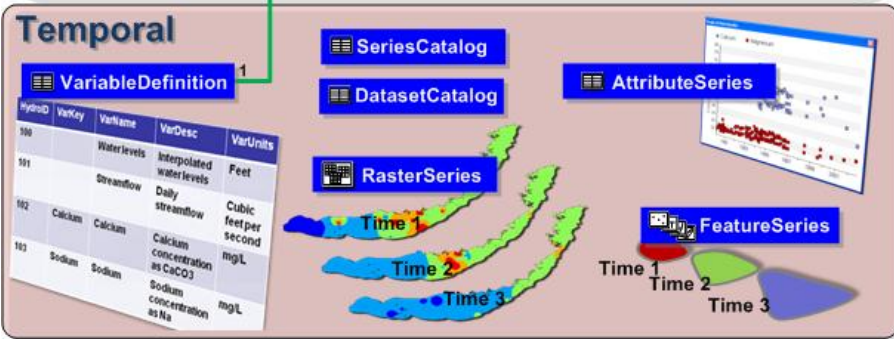 Temporal
VariableDefinition 1
HydroID VarKey VarName VarDesc VarUnits
100 Water levels Interpolated water levels Feet
101 Streamflow Daily streamflow Cubic feet per second
102 Calcium Calcium Calcium concentration as CaCO3 mg/L
103 Sodium Sodium Sodium concentration as Na mg/L
SeriesCatalog
DatasetCatalog
RasterSeries
Time 1
Time 2
Time 3
AttributeSeries
Calcium Magnesium
FeatureSeries
Time 1
Time 2
Time 3